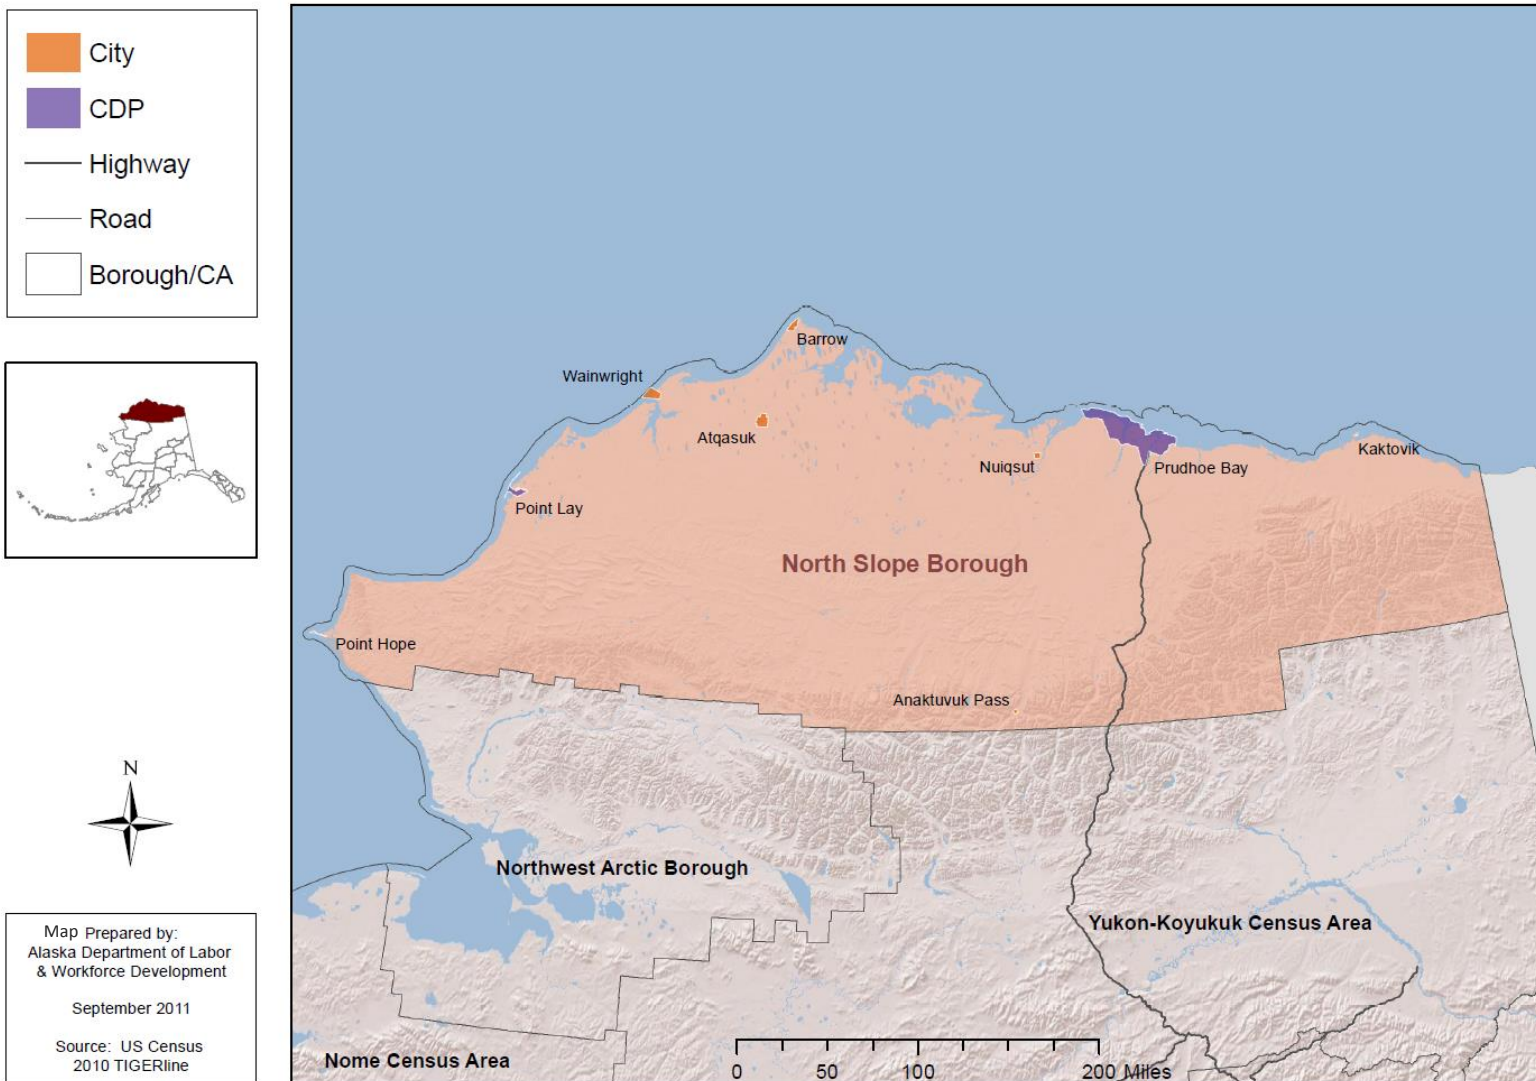 City
CDP
Highway
Road
Borough/CA
N
Map Prepared by:
Alaska Department of Labor
& Workforce Development
September 2011
Source: US Census
2010 TIGERline
Barrow
Wainwright
Atqasuk
Nuiqsut
Prudhoe Bay
Kaktovik
Point Lay
North Slope Borough
Point Hope
Anaktuvuk Pass
Northwest Arctic Borough
Yukon-Koyukuk Census Area
Nome Census Area
0 50 100 200 Miles